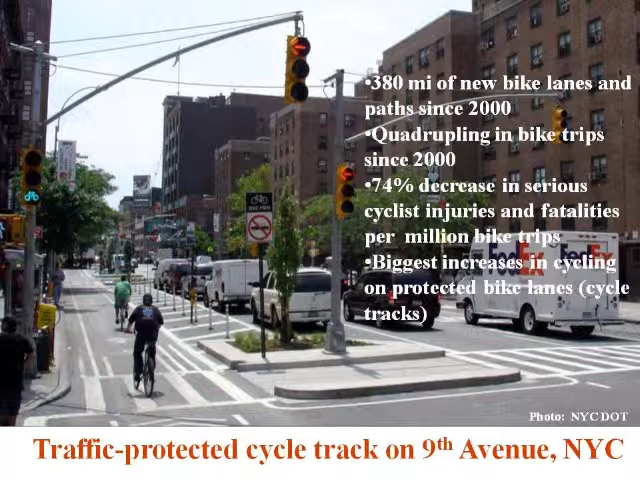 •380 mi of new bike lanes and
paths since 2000
•Quadrupling in bike trips
since 2000
•74% decrease in serious
cyclist injuries and fatalities
per million bike trips
•Biggest increases in cycling
on protected bike lanes (cycle
tracks)
Photo: NYC DOT
Traffic-protected cycle track on 9th Avenue, NYC